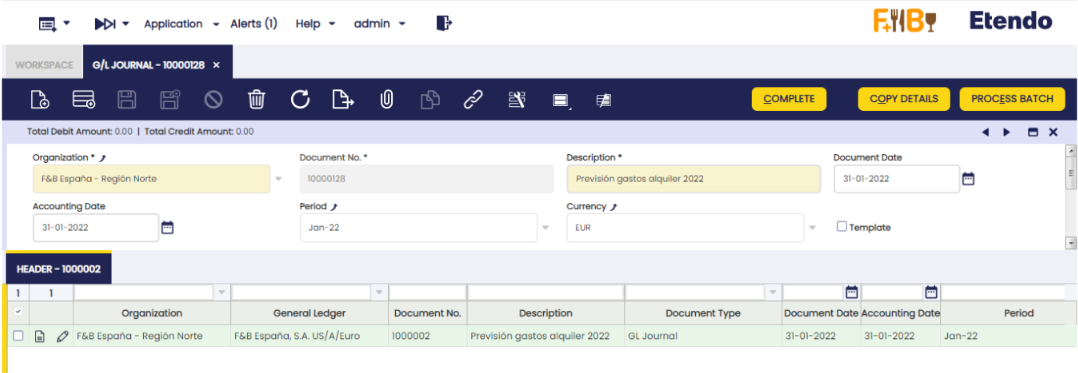 Application Alerts (1) Help admin F&B Etendo
WORKSPACE G/L JOURNAL - 10000128 ×
COMPLETE COPY DETAILS PROCESS BATCH
Total Debit Amount: 0.00 | Total Credit Amount: 0.00
Organization * Document No. * Description * Document Date
F&B España - Región Norte 10000128 Previsión gastos alquiler 2022 31-01-2022
Accounting Date Period Currency
31-01-2022 Jan-22 EUR Template
HEADER - 1000002
1 1
Organization General Ledger Document No. Description Document Type Document Date Accounting Date Period
F&B España - Región Norte F&B España, S.A. US/A/Euro 1000002 Previsión gastos alquiler 2022 GL Journal 31-01-2022 31-01-2022 Jan-22